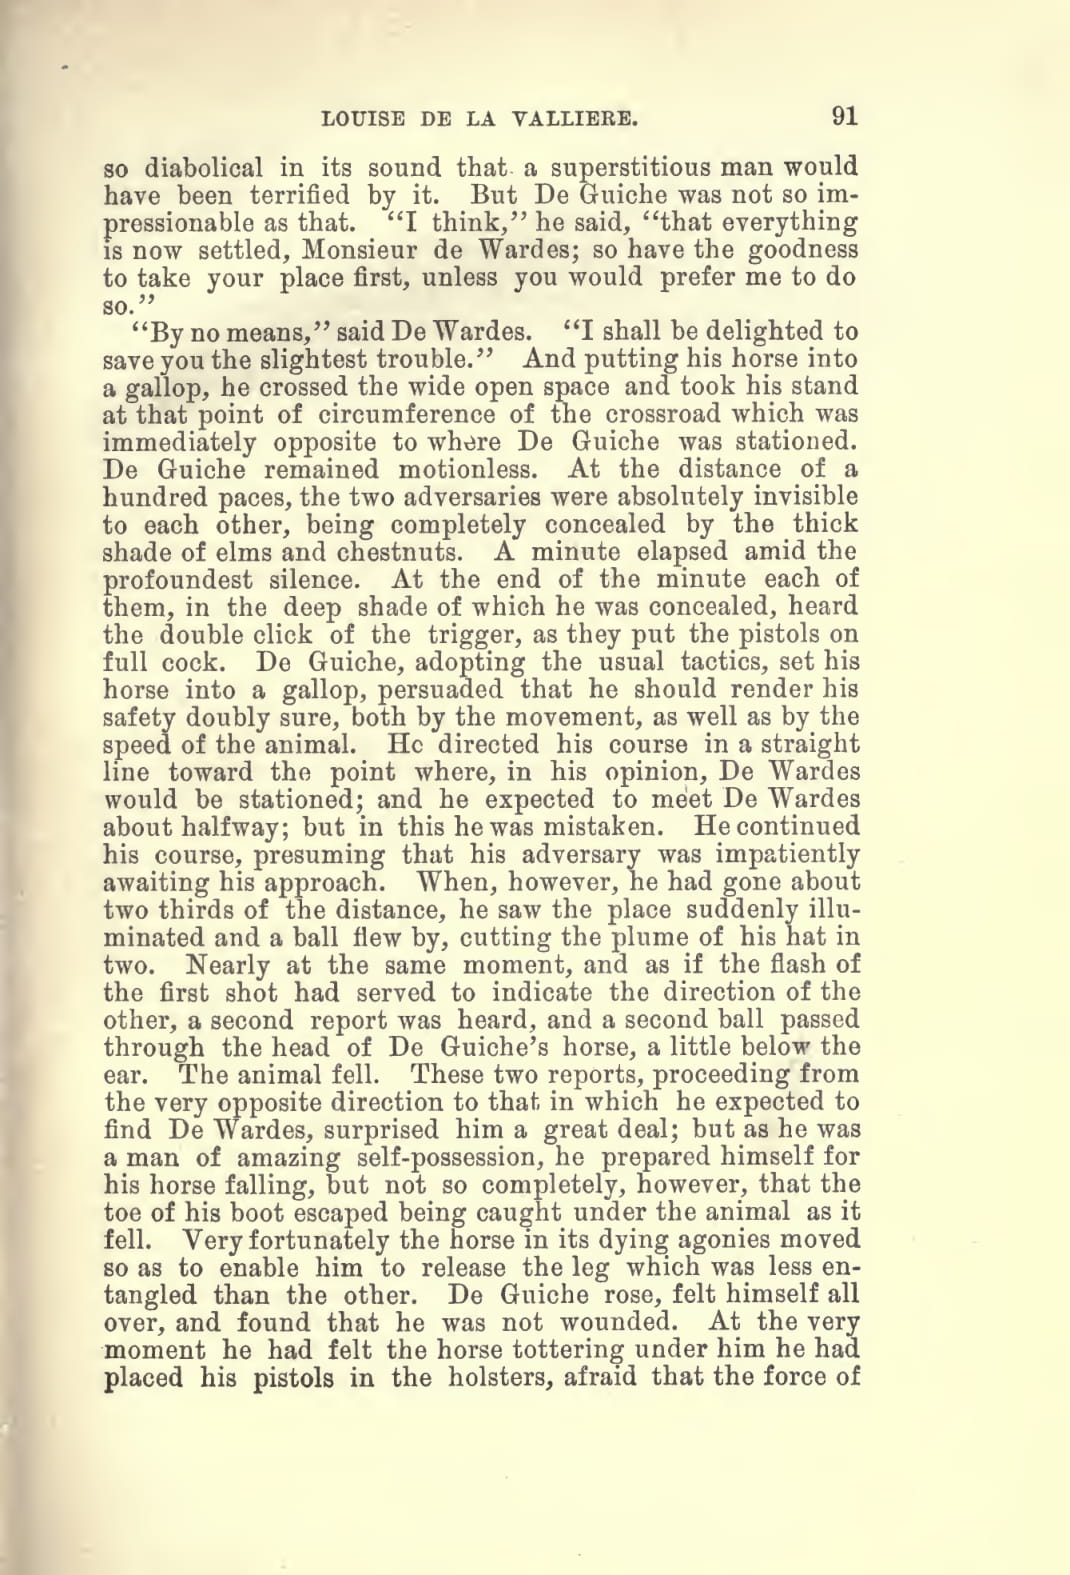 LOUISE DE LA VALLIERE. 91
so diabolical in its sound that a superstitious man would
have been terrified by it. But De Guiche was not so im-
pressionable as that. “I think,” he said, “that everything
is now settled, Monsieur de Wardes; so have the goodness
to take your place first, unless you would prefer me to do
so.”
“By no means,” said De Wardes. “I shall be delighted to
save you the slightest trouble.” And putting his horse into
a gallop, he crossed the wide open space and took his stand
at that point of circumference of the crossroad which was
immediately opposite to where De Guiche was stationed.
De Guiche remained motionless. At the distance of a
hundred paces, the two adversaries were absolutely invisible
to each other, being completely concealed by the thick
shade of elms and chestnuts. A minute elapsed amid the
profoundest silence. At the end of the minute each of
them, in the deep shade of which he was concealed, heard
the double click of the trigger, as they put the pistols on
full cock. De Guiche, adopting the usual tactics, set his
horse into a gallop, persuaded that he should render his
safety doubly sure, both by the movement, as well as by the
speed of the animal. He directed his course in a straight
line toward the point where, in his opinion, De Wardes
would be stationed; and he expected to meet De Wardes
about halfway; but in this he was mistaken. He continued
his course, presuming that his adversary was impatiently
awaiting his approach. When, however, he had gone about
two thirds of the distance, he saw the place suddenly illu-
minated and a ball flew by, cutting the plume of his hat in
two. Nearly at the same moment, and as if the flash of
the first shot had served to indicate the direction of the
other, a second report was heard, and a second ball passed
through the head of De Guiche’s horse, a little below the
ear. The animal fell. These two reports, proceeding from
the very opposite direction to that in which he expected to
find De Wardes, surprised him a great deal; but as he was
a man of amazing self-possession, he prepared himself for
his horse falling, but not so completely, however, that the
toe of his boot escaped being caught under the animal as it
fell. Very fortunately the horse in its dying agonies moved
so as to enable him to release the leg which was less en-
tangled than the other. De Guiche rose, felt himself all
over, and found that he was not wounded. At the very
moment he had felt the horse tottering under him he had
placed his pistols in the holsters, afraid that the force of